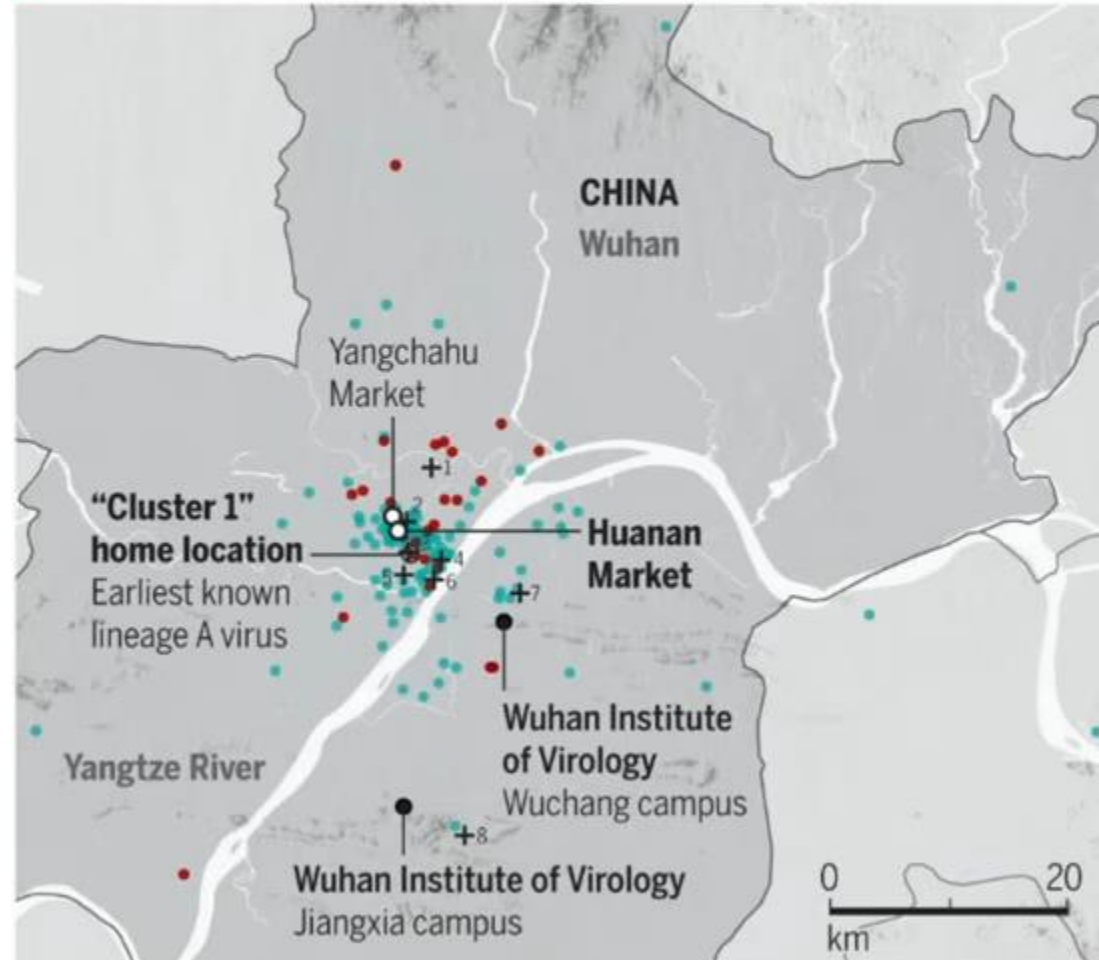 CHINA
Wuhan
Yangchahu
Market
1
2
“Cluster 1”
home location
Earliest known
lineage A virus
Huanan
Market
4
5
6
7
Wuhan Institute
of Virology
Wuchang campus
Yangtze River
8
Wuhan Institute of Virology
Jiangxia campus
0 20
km